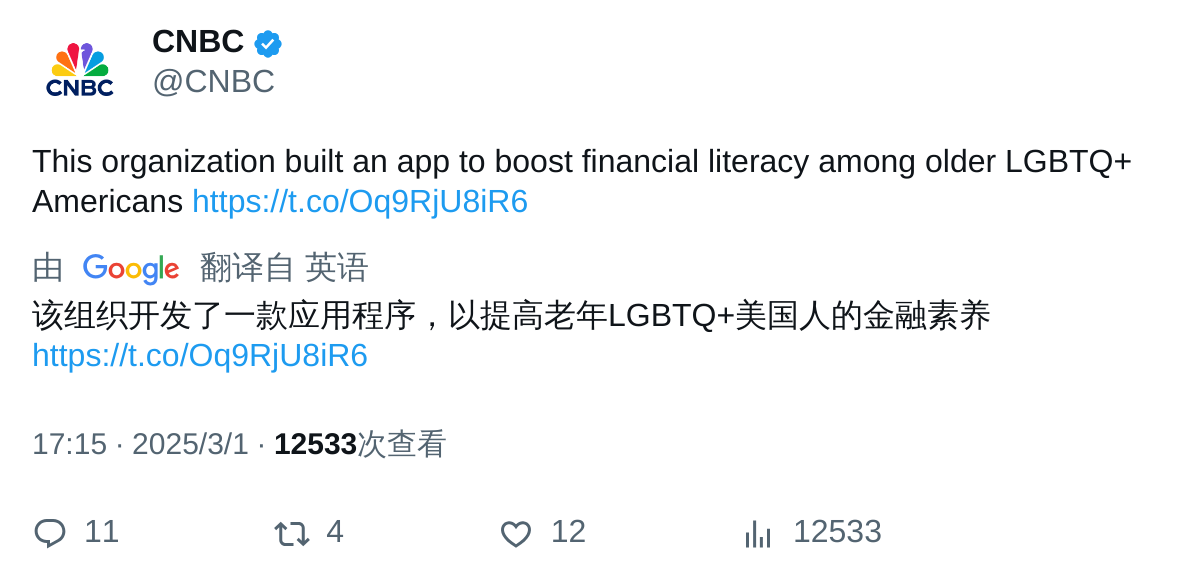 CNBC
CNBC
@CNBC
This organization built an app to boost financial literacy among older LGBTQ+
Americans https://t.co/Oq9RjU8iR6
由 Google 翻译自 英语
该组织开发了一款应用程序，以提高老年LGBTQ+美国人的金融素养
https://t.co/Oq9RjU8iR6
17:15 · 2025/3/1 · 12533次查看
11 4 12 12533